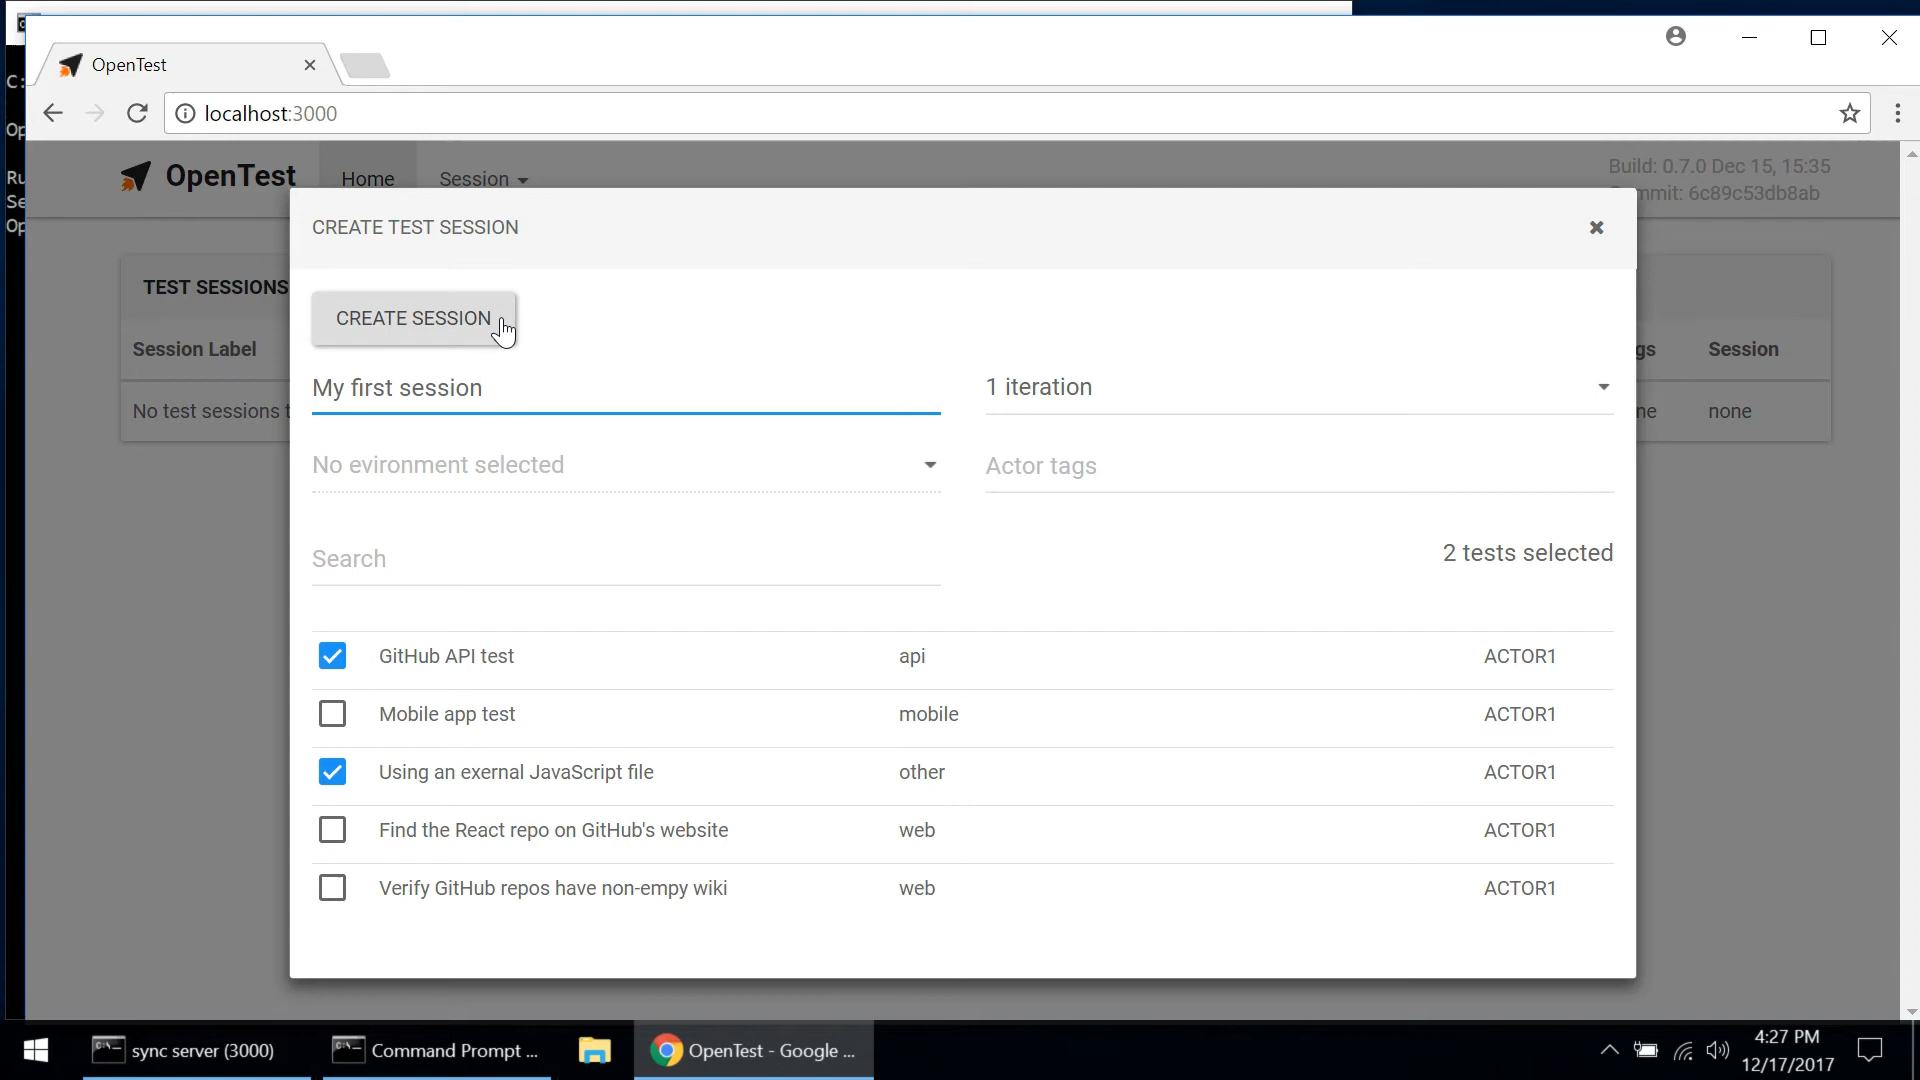 OpenTest
localhost:3000
OpenTest
Home
Session
Build: 0.7.0 Dec 15, 15:35
mmit: 6c89c53db8ab
CREATE TEST SESSION
TEST SESSIONS
CREATE SESSION
Session Label
gs
Session
My first session
1 iteration
No test sessions t
ne
none
No evironment selected
Actor tags
Search
2 tests selected
GitHub API test
api
ACTOR1
Mobile app test
mobile
ACTOR1
Using an exernal JavaScript file
other
ACTOR1
Find the React repo on GitHub's website
web
ACTOR1
Verify GitHub repos have non-empy wiki
web
ACTOR1
C:
Op
Ru
Se
Op
sync server (3000)
Command Prompt ...
OpenTest - Google ...
4:27 PM
12/17/2017